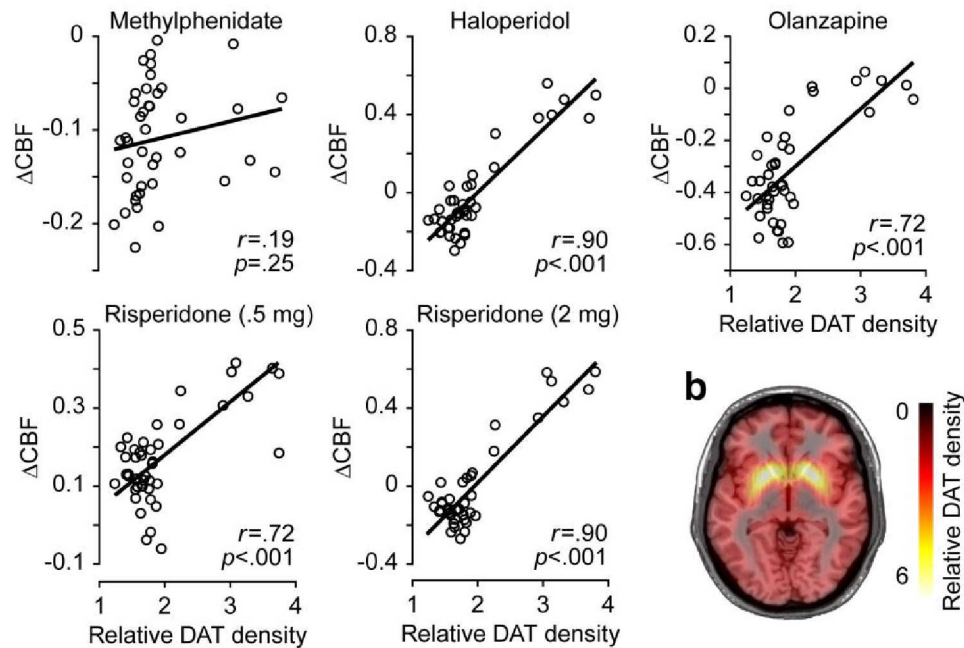 Methylphenidate
0
-0.1
-0.2
ΔCBF
r=.19
p=.25
Haloperidol
0.8
0.4
0
-0.4
ΔCBF
r=.90
p<.001
Olanzapine
0.2
0
-0.2
-0.4
-0.6
ΔCBF
r=.72
p<.001
1 2 3 4
Relative DAT density
Risperidone (.5 mg)
0.5
0.3
0.1
-0.1
ΔCBF
r=.72
p<.001
1 2 3 4
Relative DAT density
Risperidone (2 mg)
0.8
0.4
0
-0.4
ΔCBF
r=.90
p<.001
1 2 3 4
Relative DAT density
b
0
6
Relative DAT density